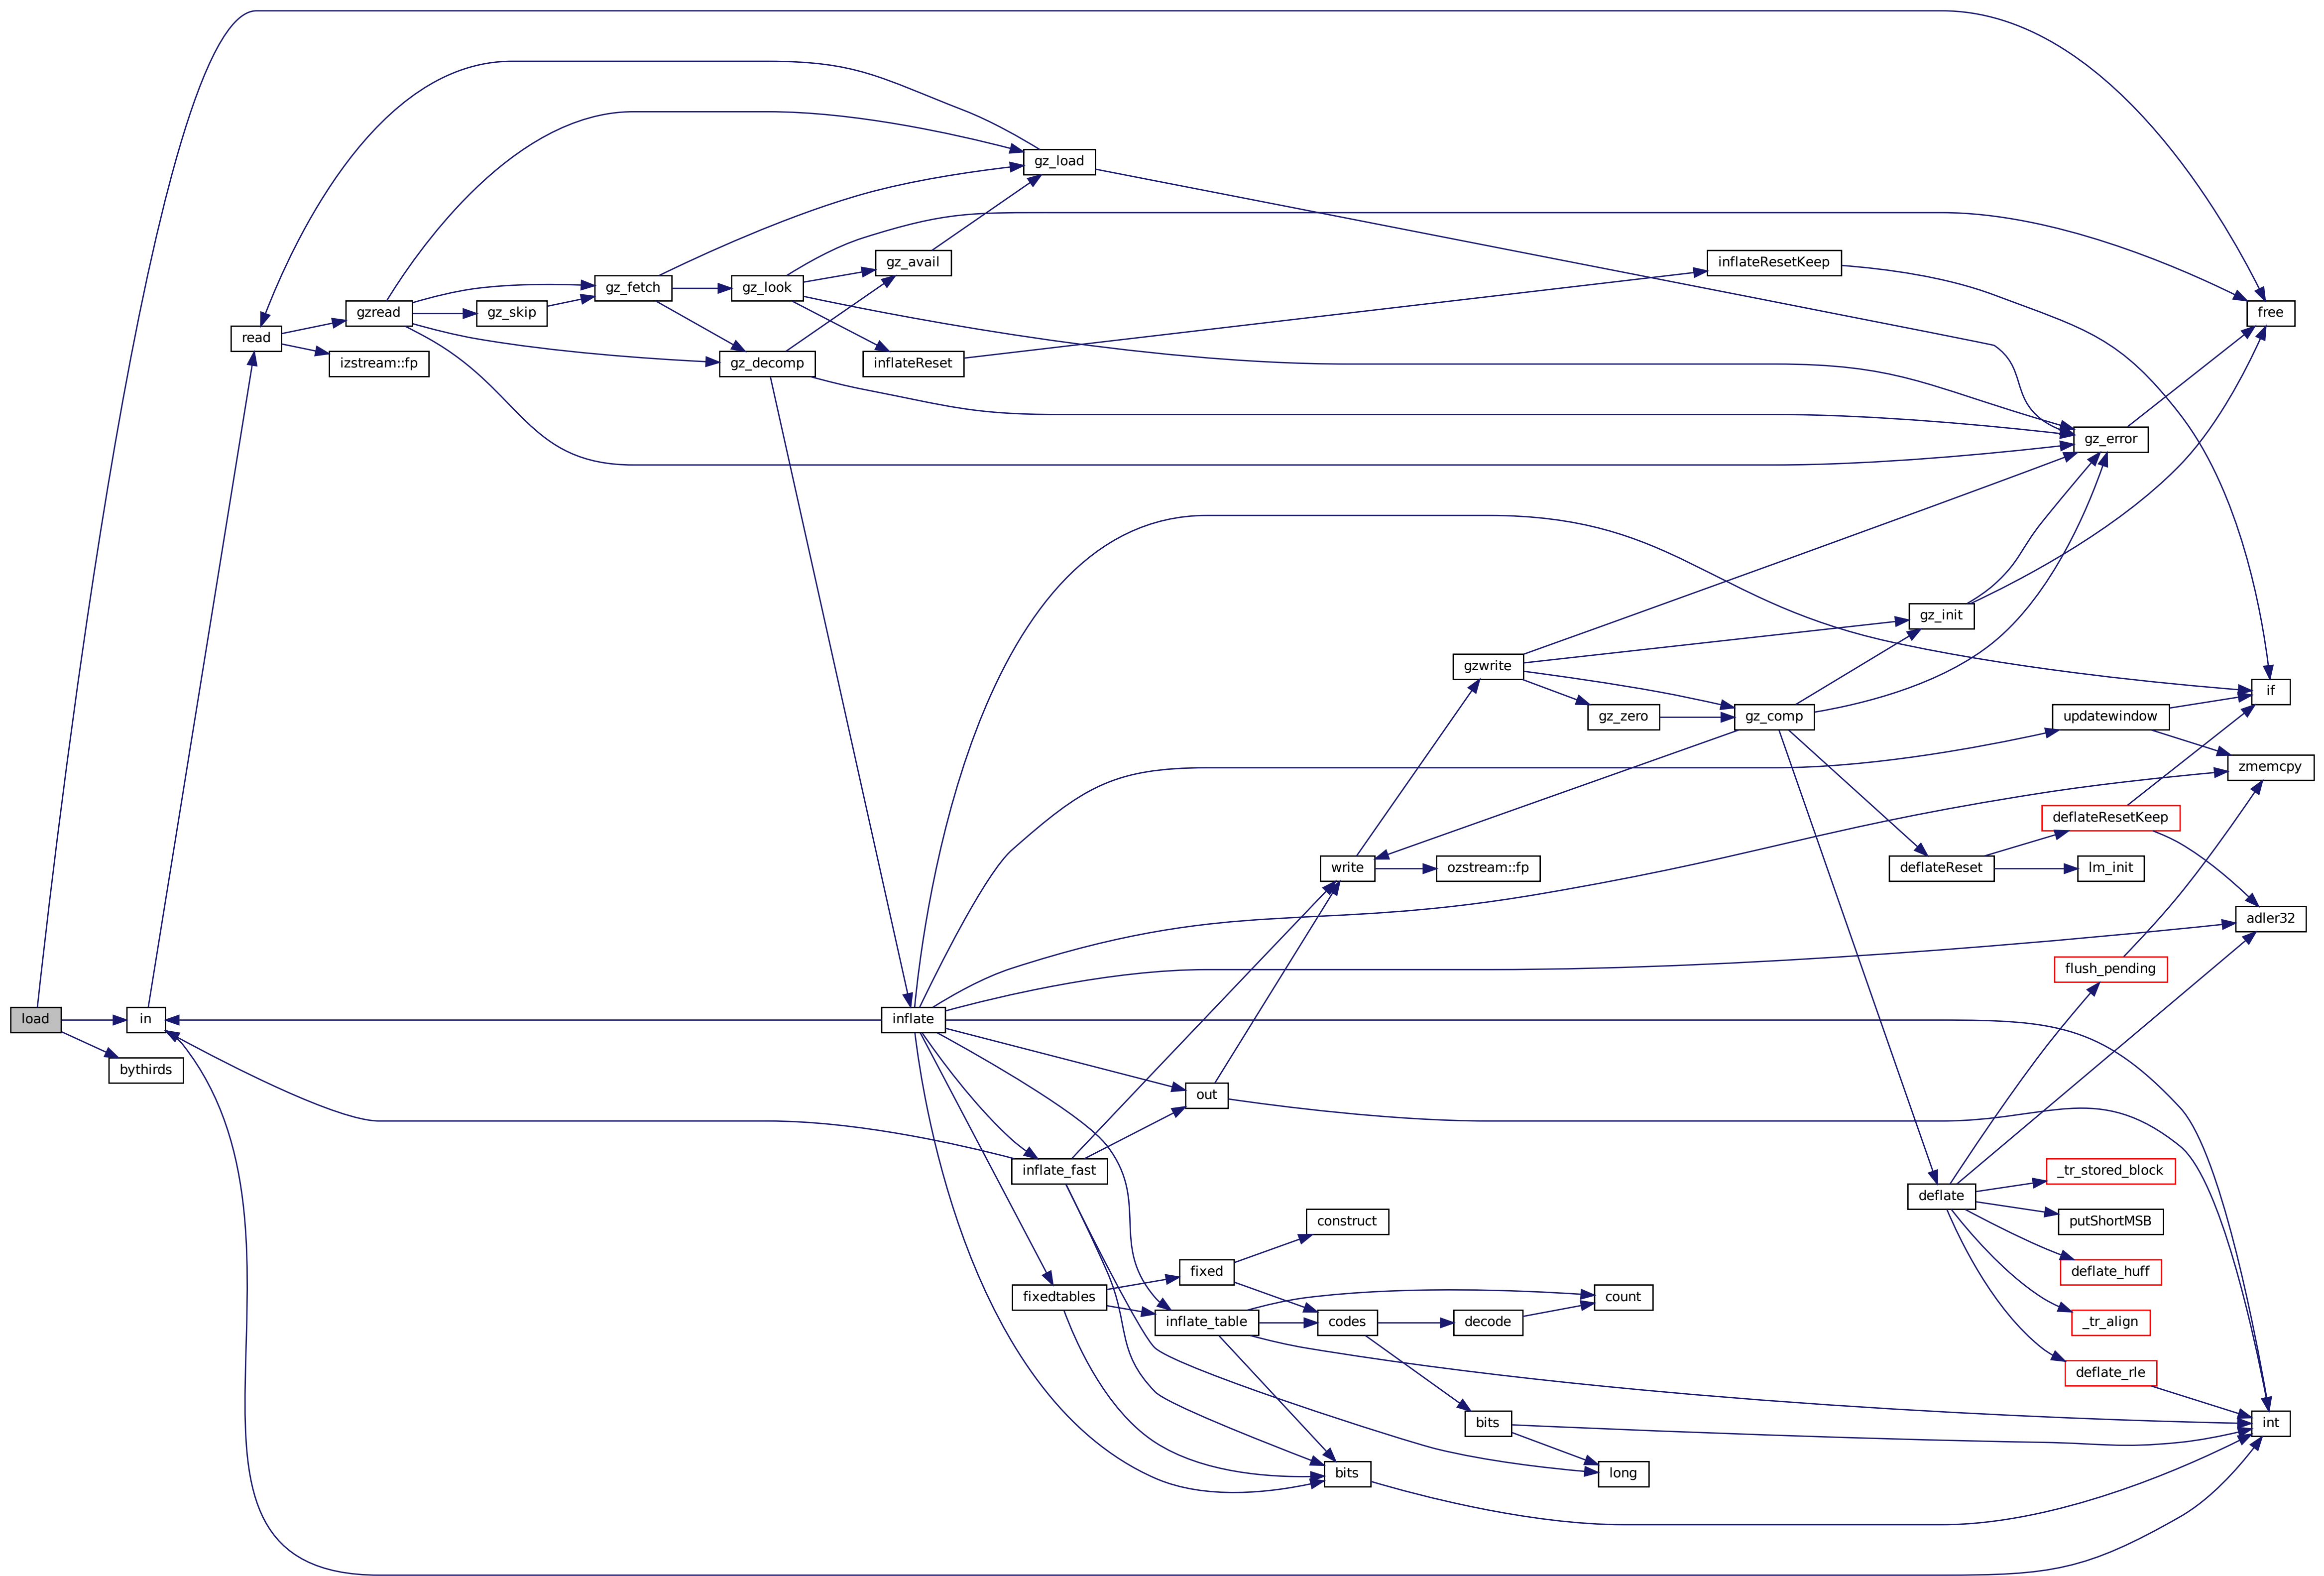 load
in
bythirds
read
gzread
izstream::fp
gz_skip
gz_fetch
gz_look
gz_decomp
gz_load
gz_avail
inflateReset
inflate
inflate_fast
fixedtables
out
fixed
inflate_table
write
construct
codes
bits
gzwrite
ozstream::fp
decode
bits
gz_zero
count
long
inflateResetKeep
gz_comp
gz_init
deflateReset
deflate
gz_error
updatewindow
deflateResetKeep
lm_init
flush_pending
_tr_stored_block
putShortMSB
deflate_huff
_tr_align
deflate_rle
free
if
zmemcpy
adler32
int